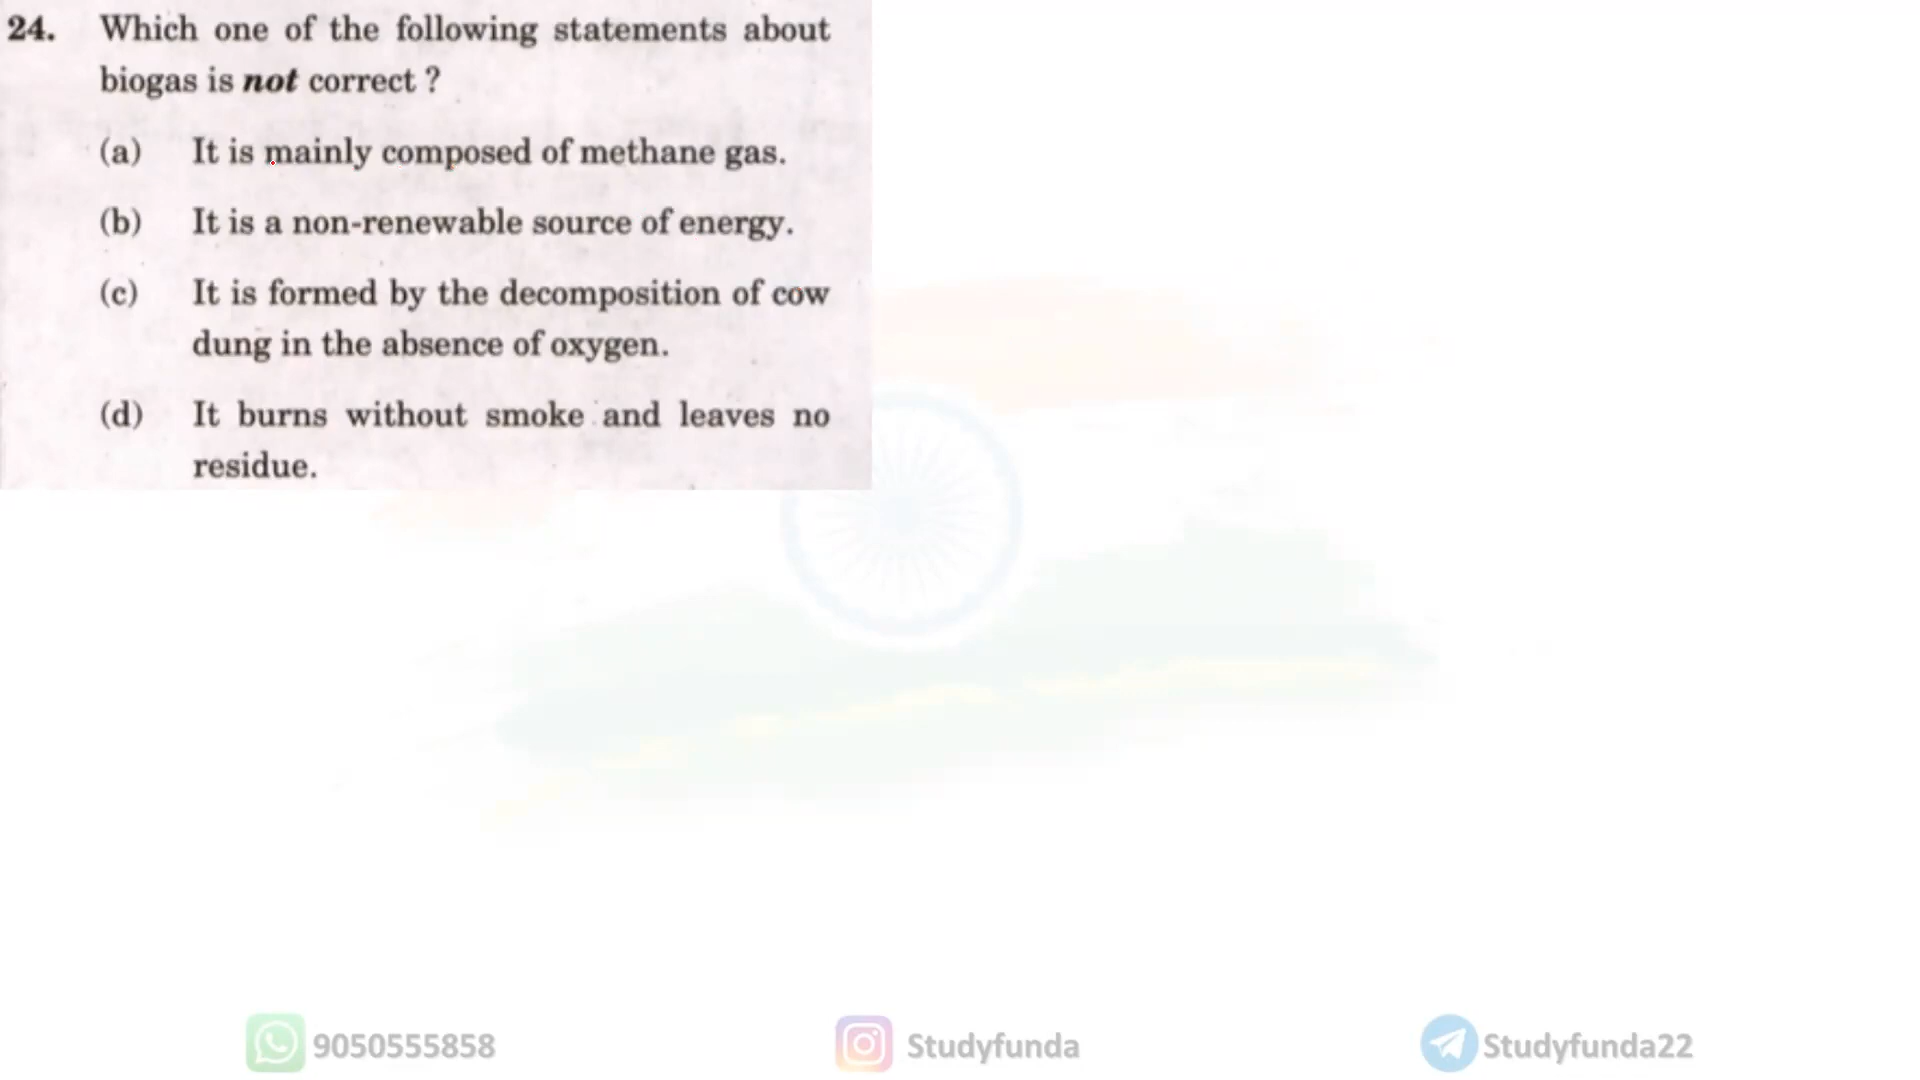 24. Which one of the following statements about
biogas is not correct ?
(a) It is mainly composed of methane gas.
(b) It is a non-renewable source of energy.
(c) It is formed by the decomposition of cow
dung in the absence of oxygen.
(d) It burns without smoke and leaves no
residue.
9050555858 Studyfunda Studyfunda22